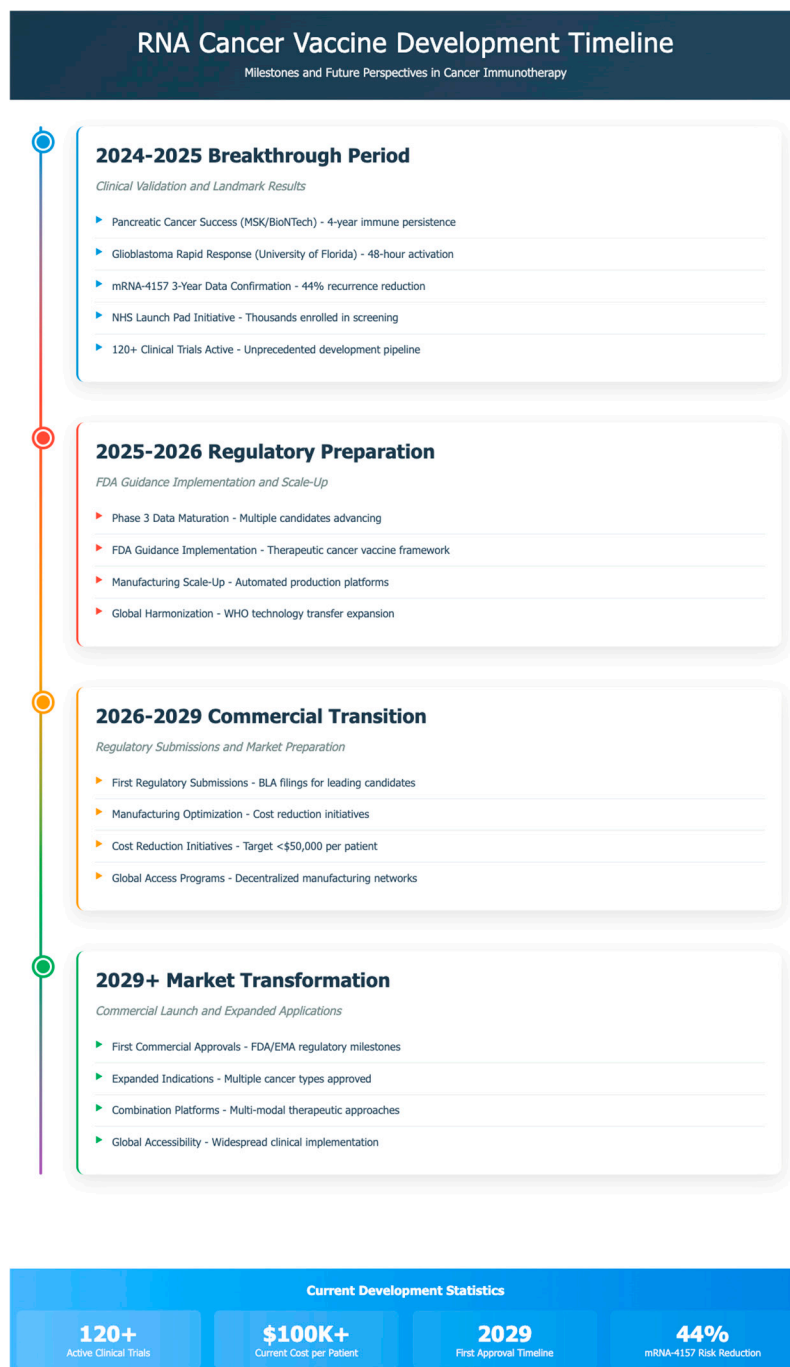 RNA Cancer Vaccine Development Timeline
Milestones and Future Perspectives in Cancer Immunotherapy
2024-2025 Breakthrough Period
Clinical Validation and Landmark Results
Pancreatic Cancer Success (MSK/BioNTech) - 4-year immune persistence
Glioblastoma Rapid Response (University of Florida) - 48-hour activation
mRNA-4157 3-Year Data Confirmation - 44% recurrence reduction
NHS Launch Pad Initiative - Thousands enrolled in screening
120+ Clinical Trials Active - Unprecedented development pipeline
2025-2026 Regulatory Preparation
FDA Guidance Implementation and Scale-Up
Phase 3 Data Maturation - Multiple candidates advancing
FDA Guidance Implementation - Therapeutic cancer vaccine framework
Manufacturing Scale-Up - Automated production platforms
Global Harmonization - WHO technology transfer expansion
2026-2029 Commercial Transition
Regulatory Submissions and Market Preparation
First Regulatory Submissions - BLA filings for leading candidates
Manufacturing Optimization - Cost reduction initiatives
Cost Reduction Initiatives - Target <$50,000 per patient
Global Access Programs - Decentralized manufacturing networks
2029+ Market Transformation
Commercial Launch and Expanded Applications
First Commercial Approvals - FDA/EMA regulatory milestones
Expanded Indications - Multiple cancer types approved
Combination Platforms - Multi-modal therapeutic approaches
Global Accessibility - Widespread clinical implementation
Current Development Statistics
120+
Active Clinical Trials
$100K+
Current Cost per Patient
2029
First Approval Timeline
44%
mRNA-4157 Risk Reduction